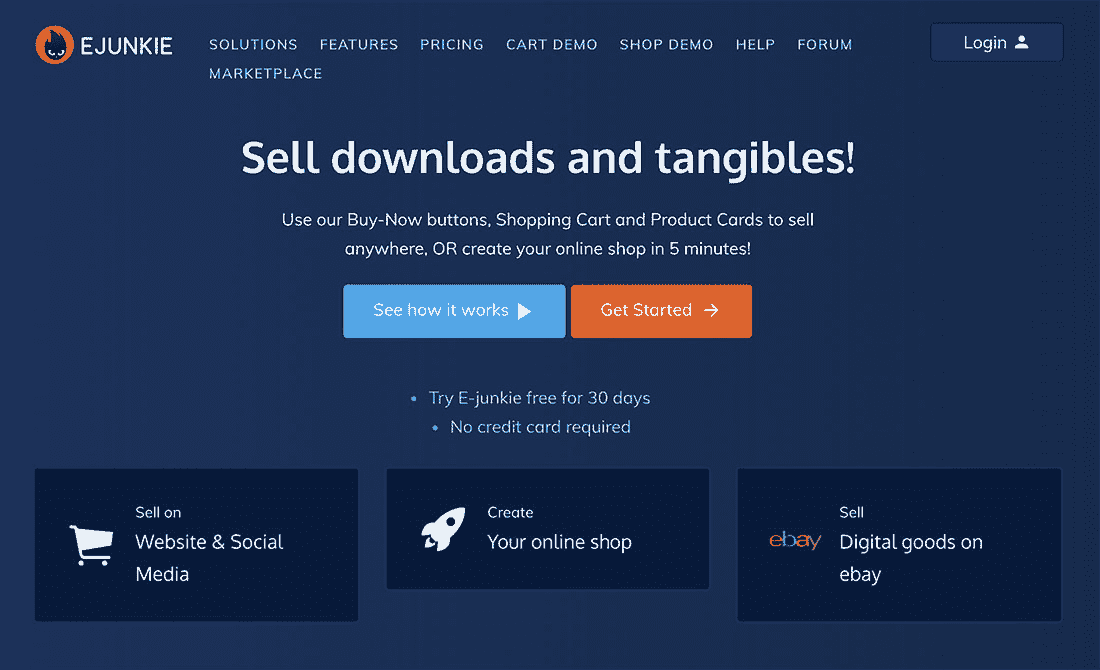 EJUNKIE
SOLUTIONS FEATURES PRICING CART DEMO SHOP DEMO HELP FORUM
MARKETPLACE
Login
Sell downloads and tangibles!
Use our Buy-Now buttons, Shopping Cart and Product Cards to sell
anywhere, OR create your online shop in 5 minutes!
See how it works
Get Started
Try E-junkie free for 30 days
No credit card required
Sell on
Website & Social
Media
Create
Your online shop
ebay
Sell
Digital goods on
ebay